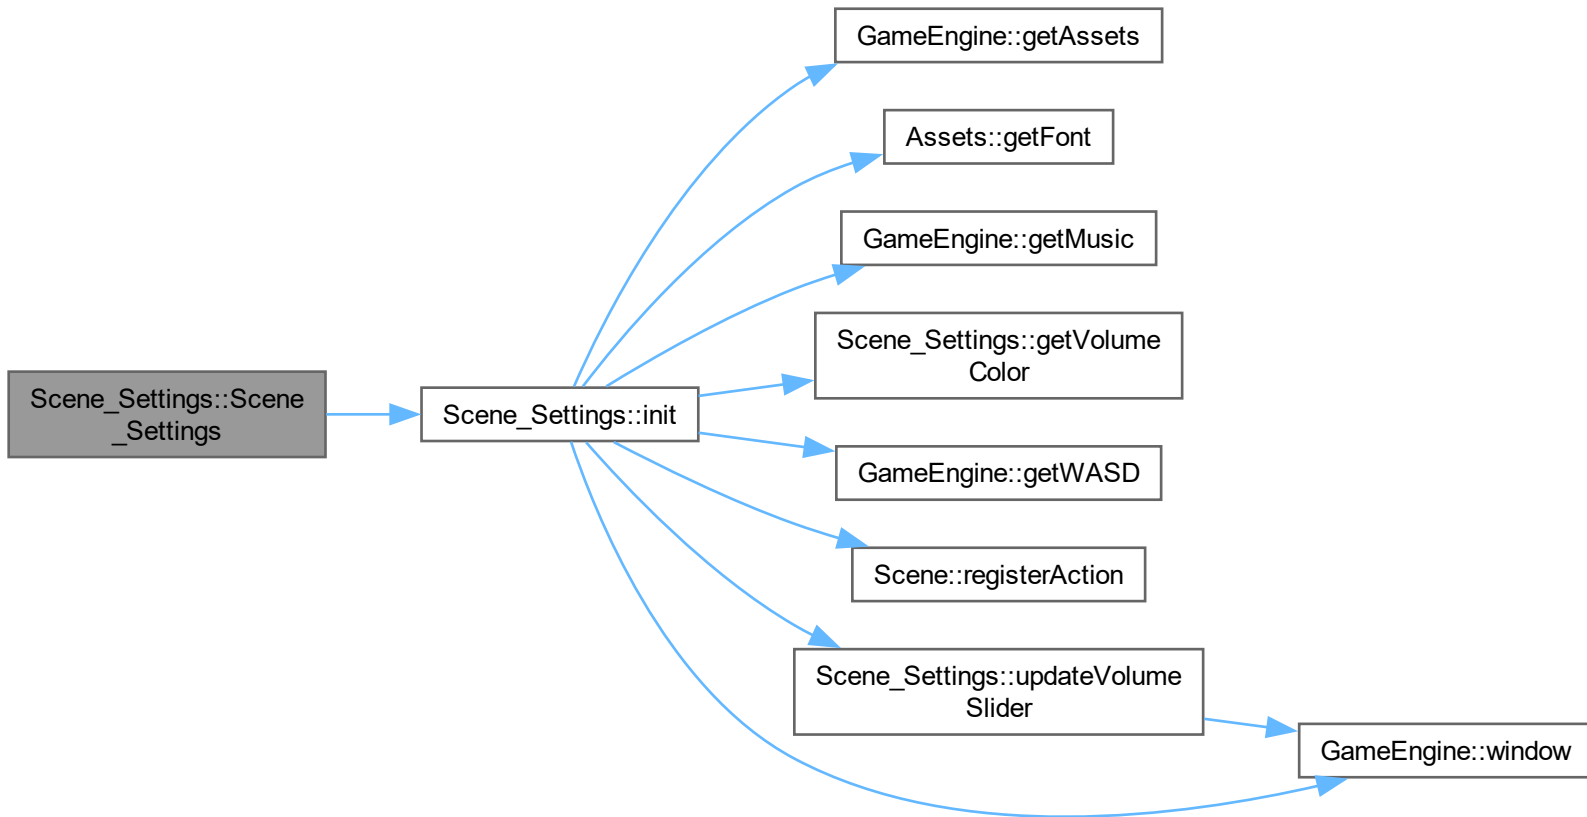 GameEngine::getAssets
Assets::getFont
GameEngine::getMusic
Scene_Settings::getVolume
Color
Scene_Settings::Scene
_Settings
Scene_Settings::init
GameEngine::getWASD
Scene::registerAction
Scene_Settings::updateVolume
Slider
GameEngine::window